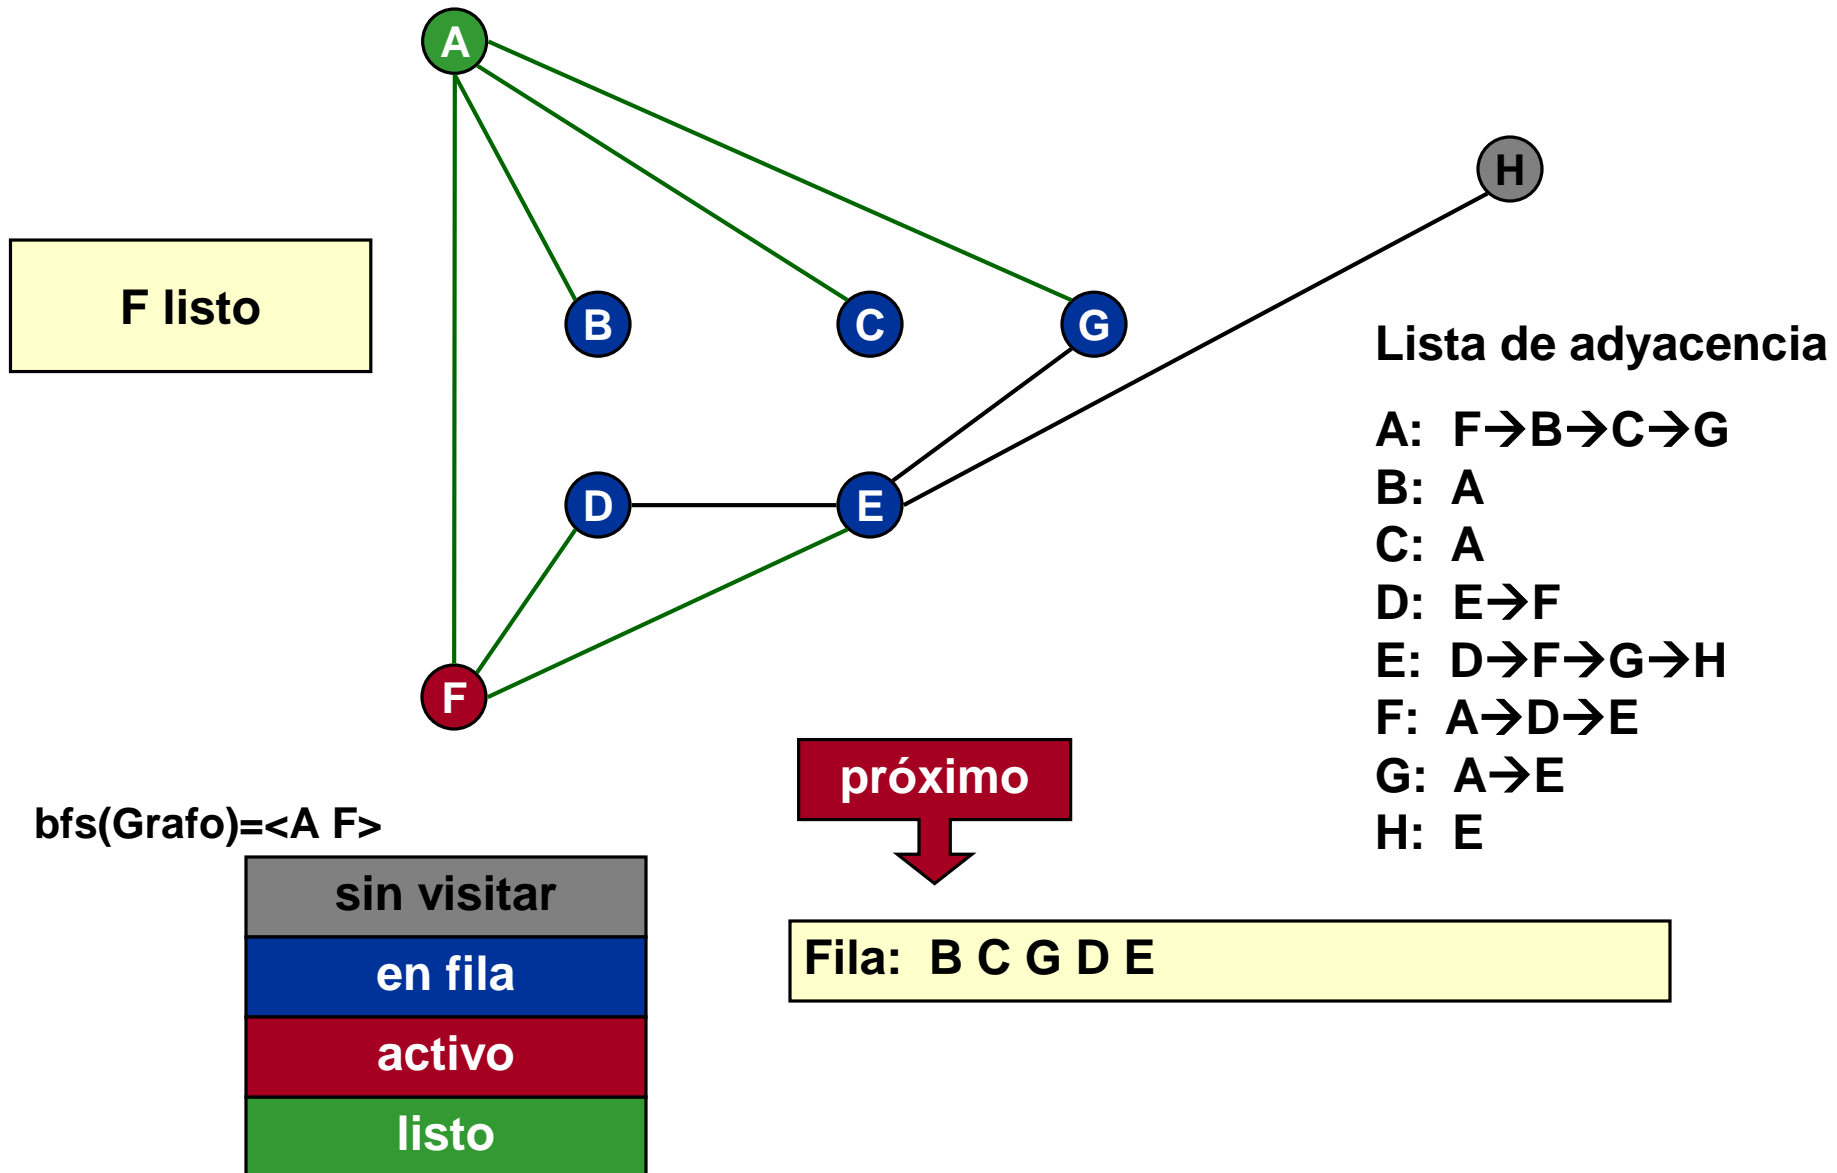 A
H
F listo
B
C
G
Lista de adyacencia
A: F→B→C→G
B: A
C: A
D: E→F
E: D→F→G→H
F: A→D→E
G: A→E
H: E
D
E
F
próximo
bfs(Grafo)=<A F>
sin visitar
en fila
activo
listo
Fila: B C G D E